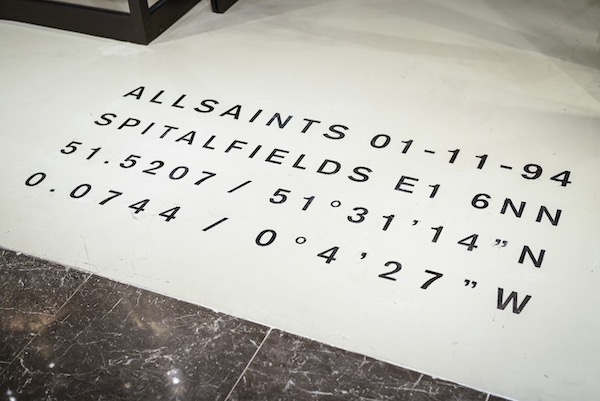 ALLSAINTS 01-11-94
SPITALFIELDS E1 6NN
51.5207 / 51°31’14”N
0.0744 / 0°4’27”W